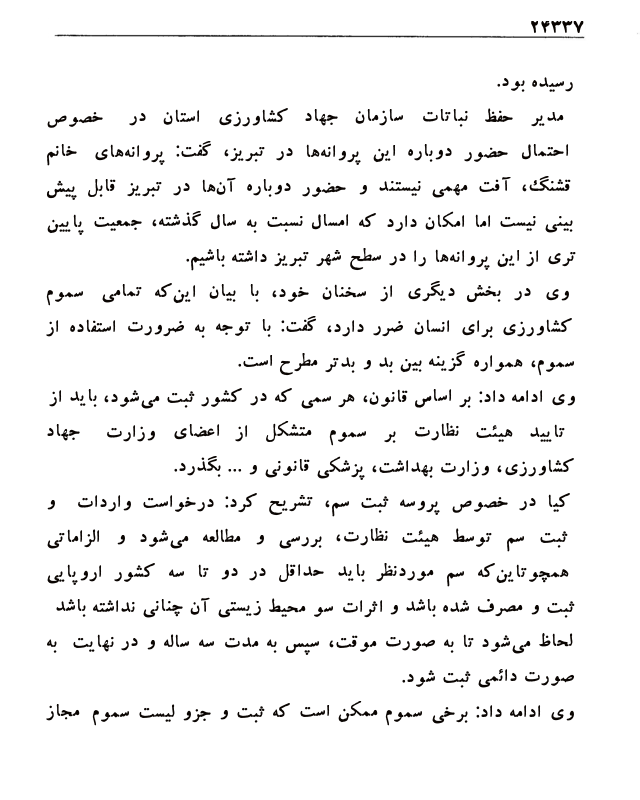 ۲۴۳۳۷
رسیده بود.
مدیر حفظ نباتات سازمان جهاد کشاورزی استان در خصوص
احتمال حضور دوباره این پروانه‌ها در تبریز، گفت: پروانه‌های خانم
قشنگ، آفت مهمی نیستند و حضور دوباره آن‌ها در تبریز قابل پیش
بینی نیست اما امکان دارد که امسال نسبت به سال گذشته، جمعیت پایین
تری از این پروانه‌ها را در سطح شهر تبریز داشته باشیم.
وی در بخش دیگری از سخنان خود، با بیان این‌که تمامی سموم
کشاورزی برای انسان ضرر دارد، گفت: با توجه به ضرورت استفاده از
سموم، همواره گزینه بین بد و بدتر مطرح است.
وی ادامه داد: بر اساس قانون، هر سمی که در کشور ثبت می‌شود، باید از
تایید هیئت نظارت بر سموم متشکل از اعضای وزارت جهاد
کشاورزی، وزارت بهداشت، پزشکی قانونی و ... بگذرد.
کیا در خصوص پروسه ثبت سم، تشریح کرد: درخواست واردات و
ثبت سم توسط هیئت نظارت، بررسی و مطالعه می‌شود و الزاماتی
همچوتاین‌که سم موردنظر باید حداقل در دو تا سه کشور اروپایی
ثبت و مصرف شده باشد و اثرات سو محیط زیستی آن چنانی نداشته باشد
لحاظ می‌شود تا به صورت موقت، سپس به مدت سه ساله و در نهایت به
صورت دائمی ثبت شود.
وی ادامه داد: برخی سموم ممکن است که ثبت و جزو لیست سموم مجاز